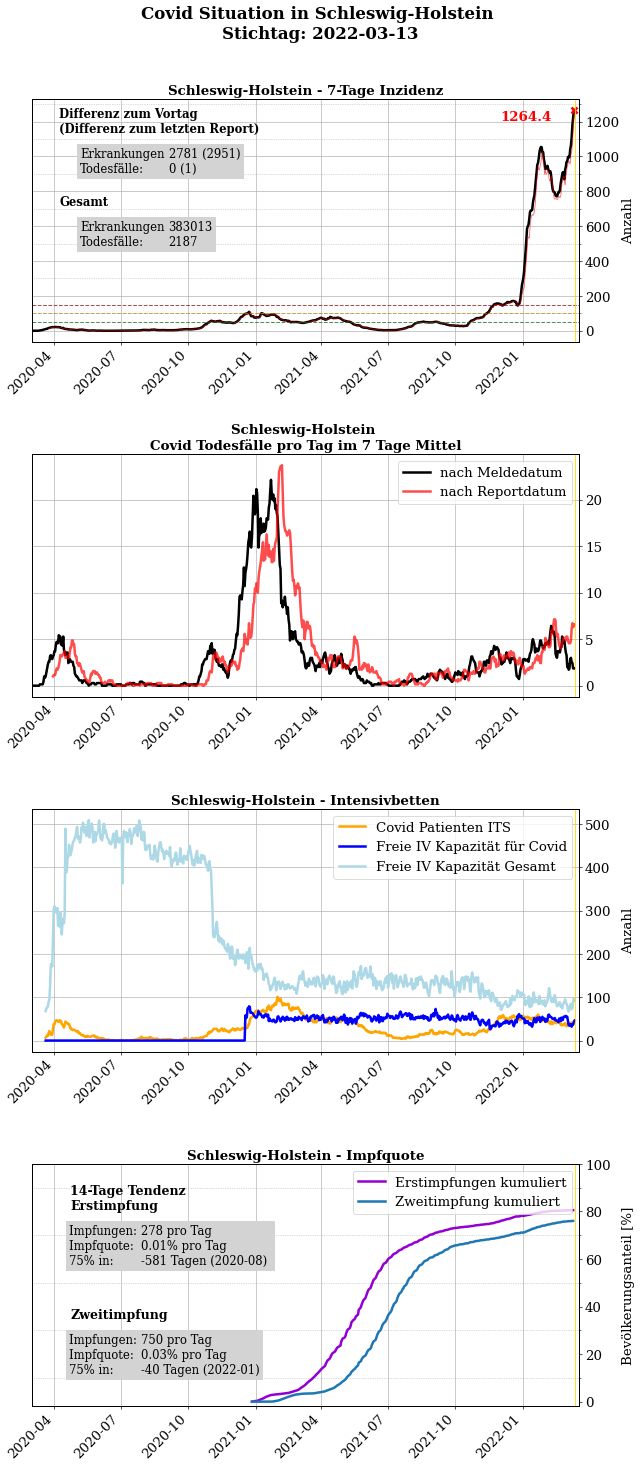 Covid Situation in Schleswig-Holstein
Stichtag: 2022-03-13
Schleswig-Holstein - 7-Tage Inzidenz
Differenz zum Vortag
(Differenz zum letzten Report)
Erkrankungen 2781 (2951)
Todesfälle: 0 (1)
Gesamt
Erkrankungen 383013
Todesfälle: 2187
1264.4
1200
1000
800
600
400
200
0
Anzahl
2020-04
2020-07
2020-10
2021-01
2021-04
2021-07
2021-10
2022-01
Schleswig-Holstein
Covid Todesfälle pro Tag im 7 Tage Mittel
nach Meldedatum
nach Reportdatum
20
15
10
5
0
2020-04
2020-07
2020-10
2021-01
2021-04
2021-07
2021-10
2022-01
Schleswig-Holstein - Intensivbetten
Covid Patienten ITS
Freie IV Kapazität für Covid
Freie IV Kapazität Gesamt
500
400
300
200
100
0
Anzahl
2020-04
2020-07
2020-10
2021-01
2021-04
2021-07
2021-10
2022-01
Schleswig-Holstein - Impfquote
14-Tage Tendenz
Erstimpfung
Impfungen: 278 pro Tag
Impfquote: 0.01% pro Tag
75% in: -581 Tagen (2020-08)
Zweitimpfung
Impfungen: 750 pro Tag
Impfquote: 0.03% pro Tag
75% in: -40 Tagen (2022-01)
Erstimpfungen kumuliert
Zweitimpfung kumuliert
100
80
60
40
20
0
Bevölkerungsanteil [%]
2020-04
2020-07
2020-10
2021-01
2021-04
2021-07
2021-10
2022-01